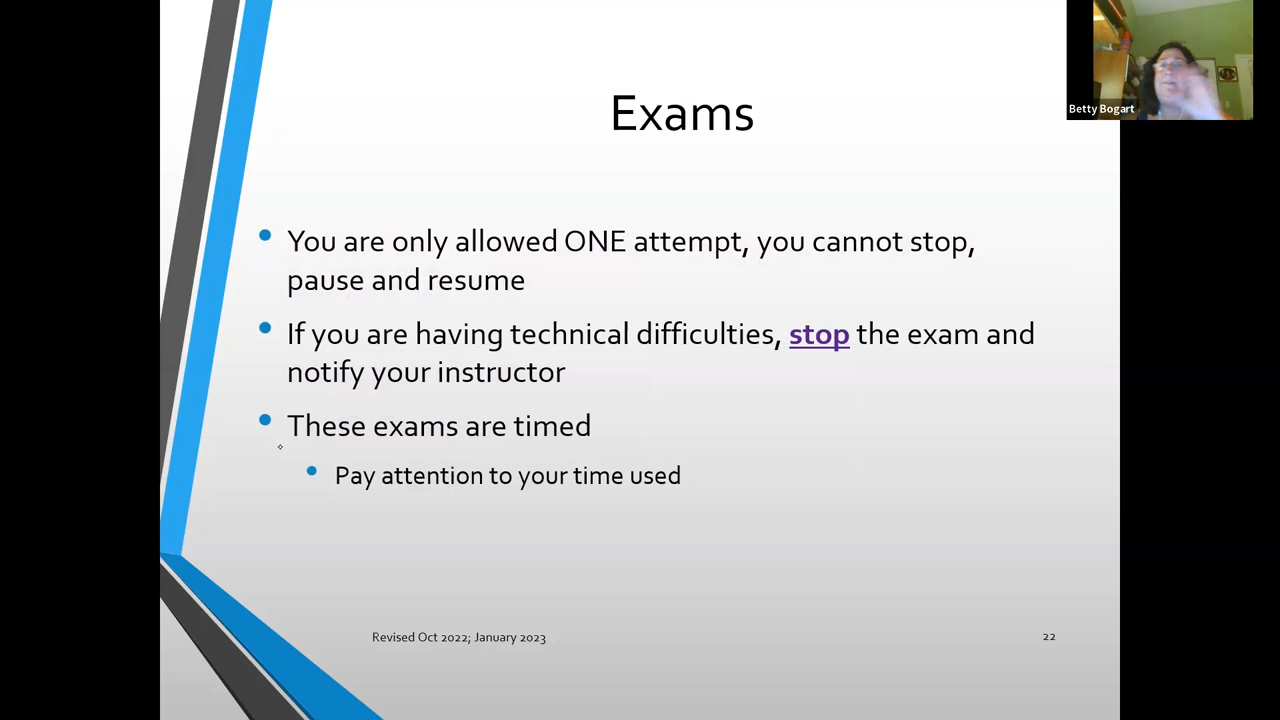 Betty Bogart
Exams
You are only allowed ONE attempt, you cannot stop,
pause and resume
If you are having technical difficulties, stop the exam and
notify your instructor
These exams are timed
Pay attention to your time used
Revised Oct 2022; January 2023
22